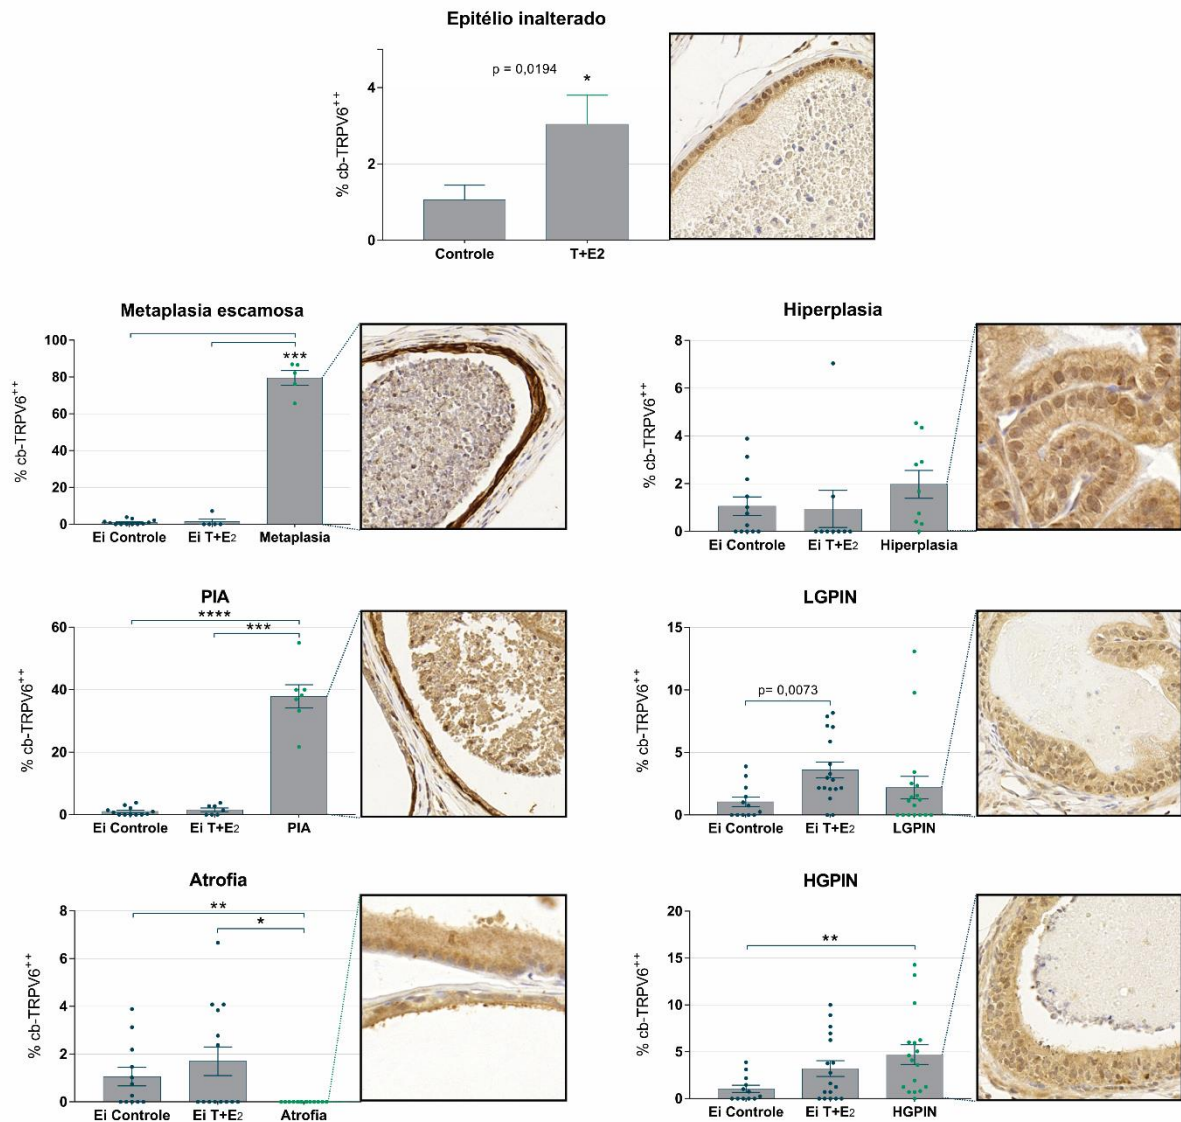 Epitélio inalterado
% cb-TRPV6++
4
2
0
p = 0,0194
*
Controle
T+E2
Metaplasia escamosa
% cb-TRPV6++
100
80
60
40
20
0
***
Ei Controle
Ei T+E2
Metaplasia
Hiperplasia
% cb-TRPV6++
8
6
4
2
0
Ei Controle
Ei T+E2
Hiperplasia
PIA
% cb-TRPV6++
60
40
20
0
****
***
Ei Controle
Ei T+E2
PIA
LGPIN
% cb-TRPV6++
15
10
5
0
p= 0,0073
Ei Controle
Ei T+E2
LGPIN
Atrofia
% cb-TRPV6++
8
6
4
2
0
**
*
Ei Controle
Ei T+E2
Atrofia
HGPIN
% cb-TRPV6++
20
15
10
5
0
**
Ei Controle
Ei T+E2
HGPIN